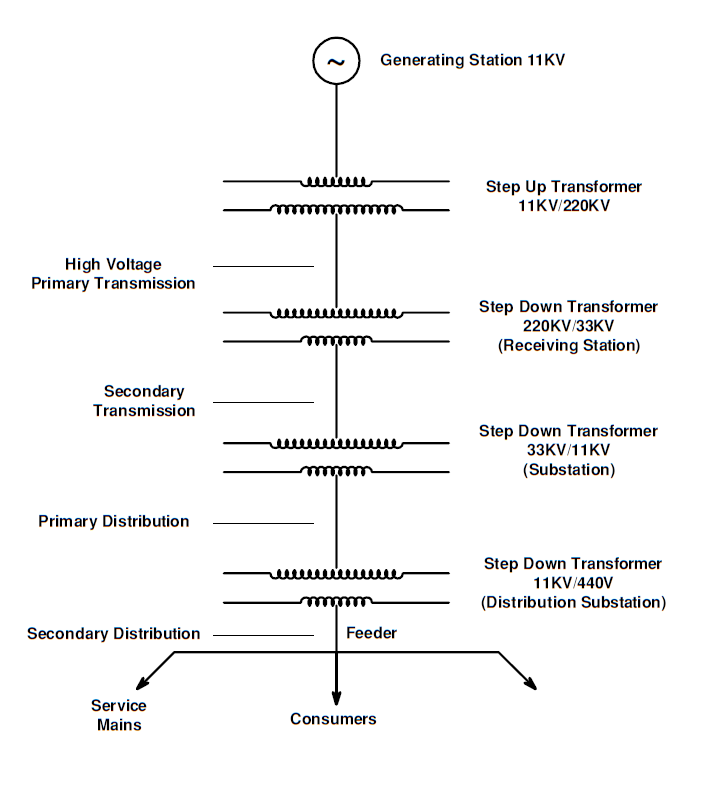 ~
Generating Station 11KV
Step Up Transformer
11KV/220KV
High Voltage
Primary Transmission
Step Down Transformer
220KV/33KV
(Receiving Station)
Secondary
Transmission
Step Down Transformer
33KV/11KV
(Substation)
Primary Distribution
Step Down Transformer
11KV/440V
(Distribution Substation)
Secondary Distribution
Feeder
Service
Mains
Consumers